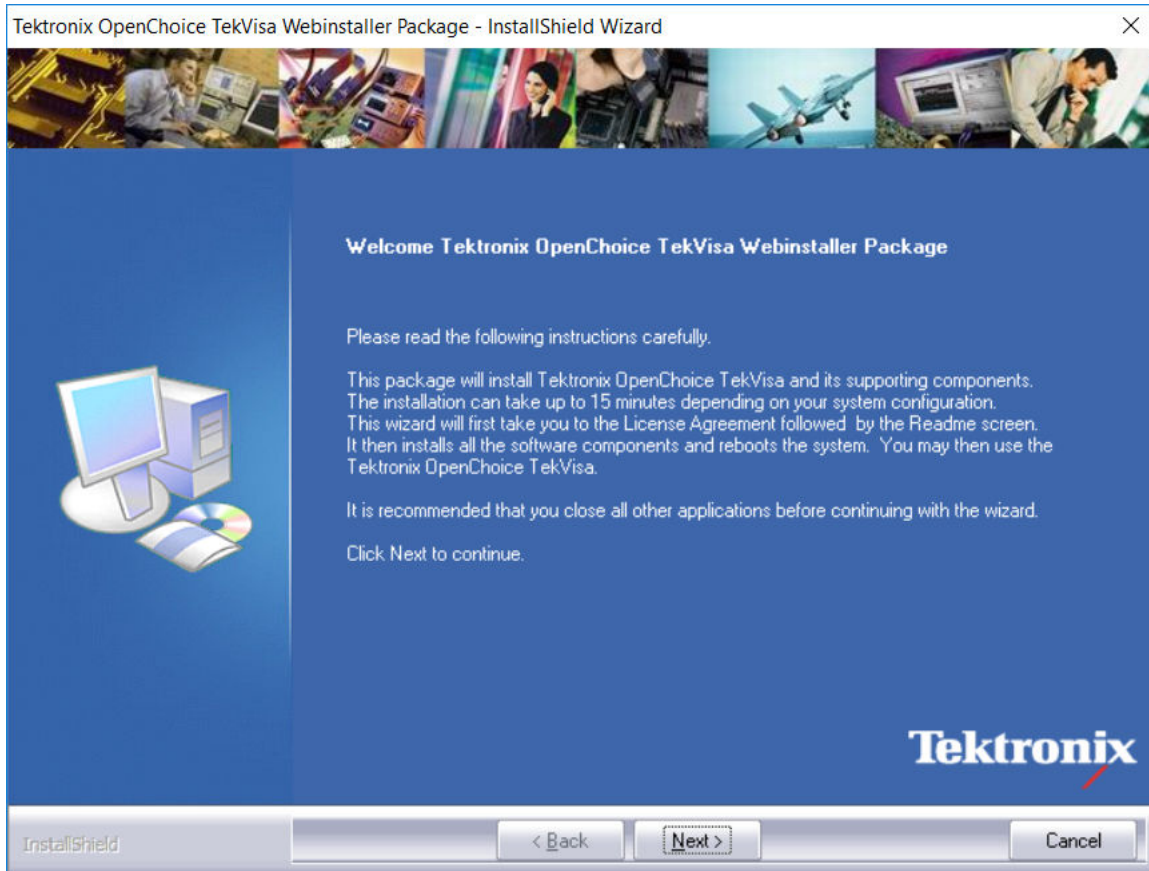 Tektronix OpenChoice TekVisa Webinstaller Package - InstallShield Wizard
Welcome Tektronix OpenChoice TekVisa Webinstaller Package
Please read the following instructions carefully.
This package will install Tektronix OpenChoice TekVisa and its supporting components.
The installation can take up to 15 minutes depending on your system configuration.
This wizard will first take you to the License Agreement followed  by the Readme screen.
It then installs all the software components and reboots the system.  You may then use the
Tektronix OpenChoice TekVisa.
It is recommended that you close all other applications before continuing with the wizard.
Click Next to continue.
Tektronix
InstallShield
< Back
Next >
Cancel